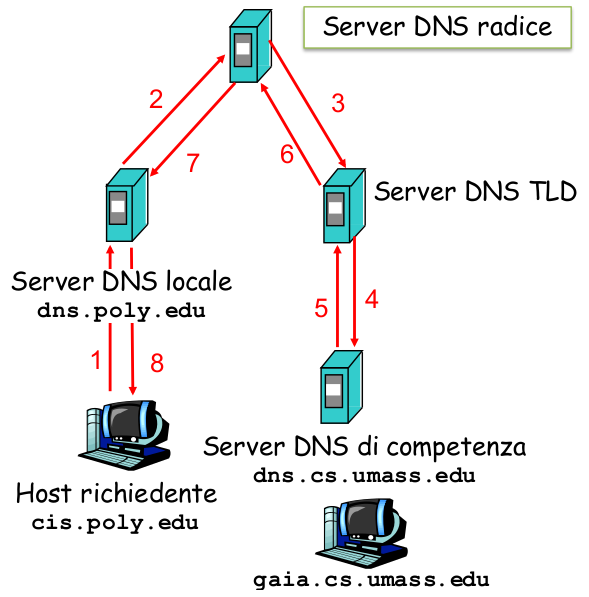 Server DNS radice
2
3
7
6
Server DNS TLD
Server DNS locale
dns.poly.edu
5
4
1
8
Server DNS di competenza
dns.cs.umass.edu
Host richiedente
cis.poly.edu
gaia.cs.umass.edu